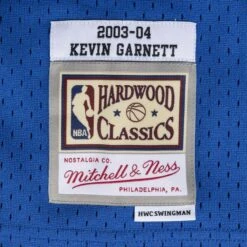 2003-04
KEVIN GARNETT
HARDWOOD
NBA
CLASSICS
NOSTALGIA CO.
Mitchell & Ness
PHILADELPHIA, PA.
HWC SWINGMAN